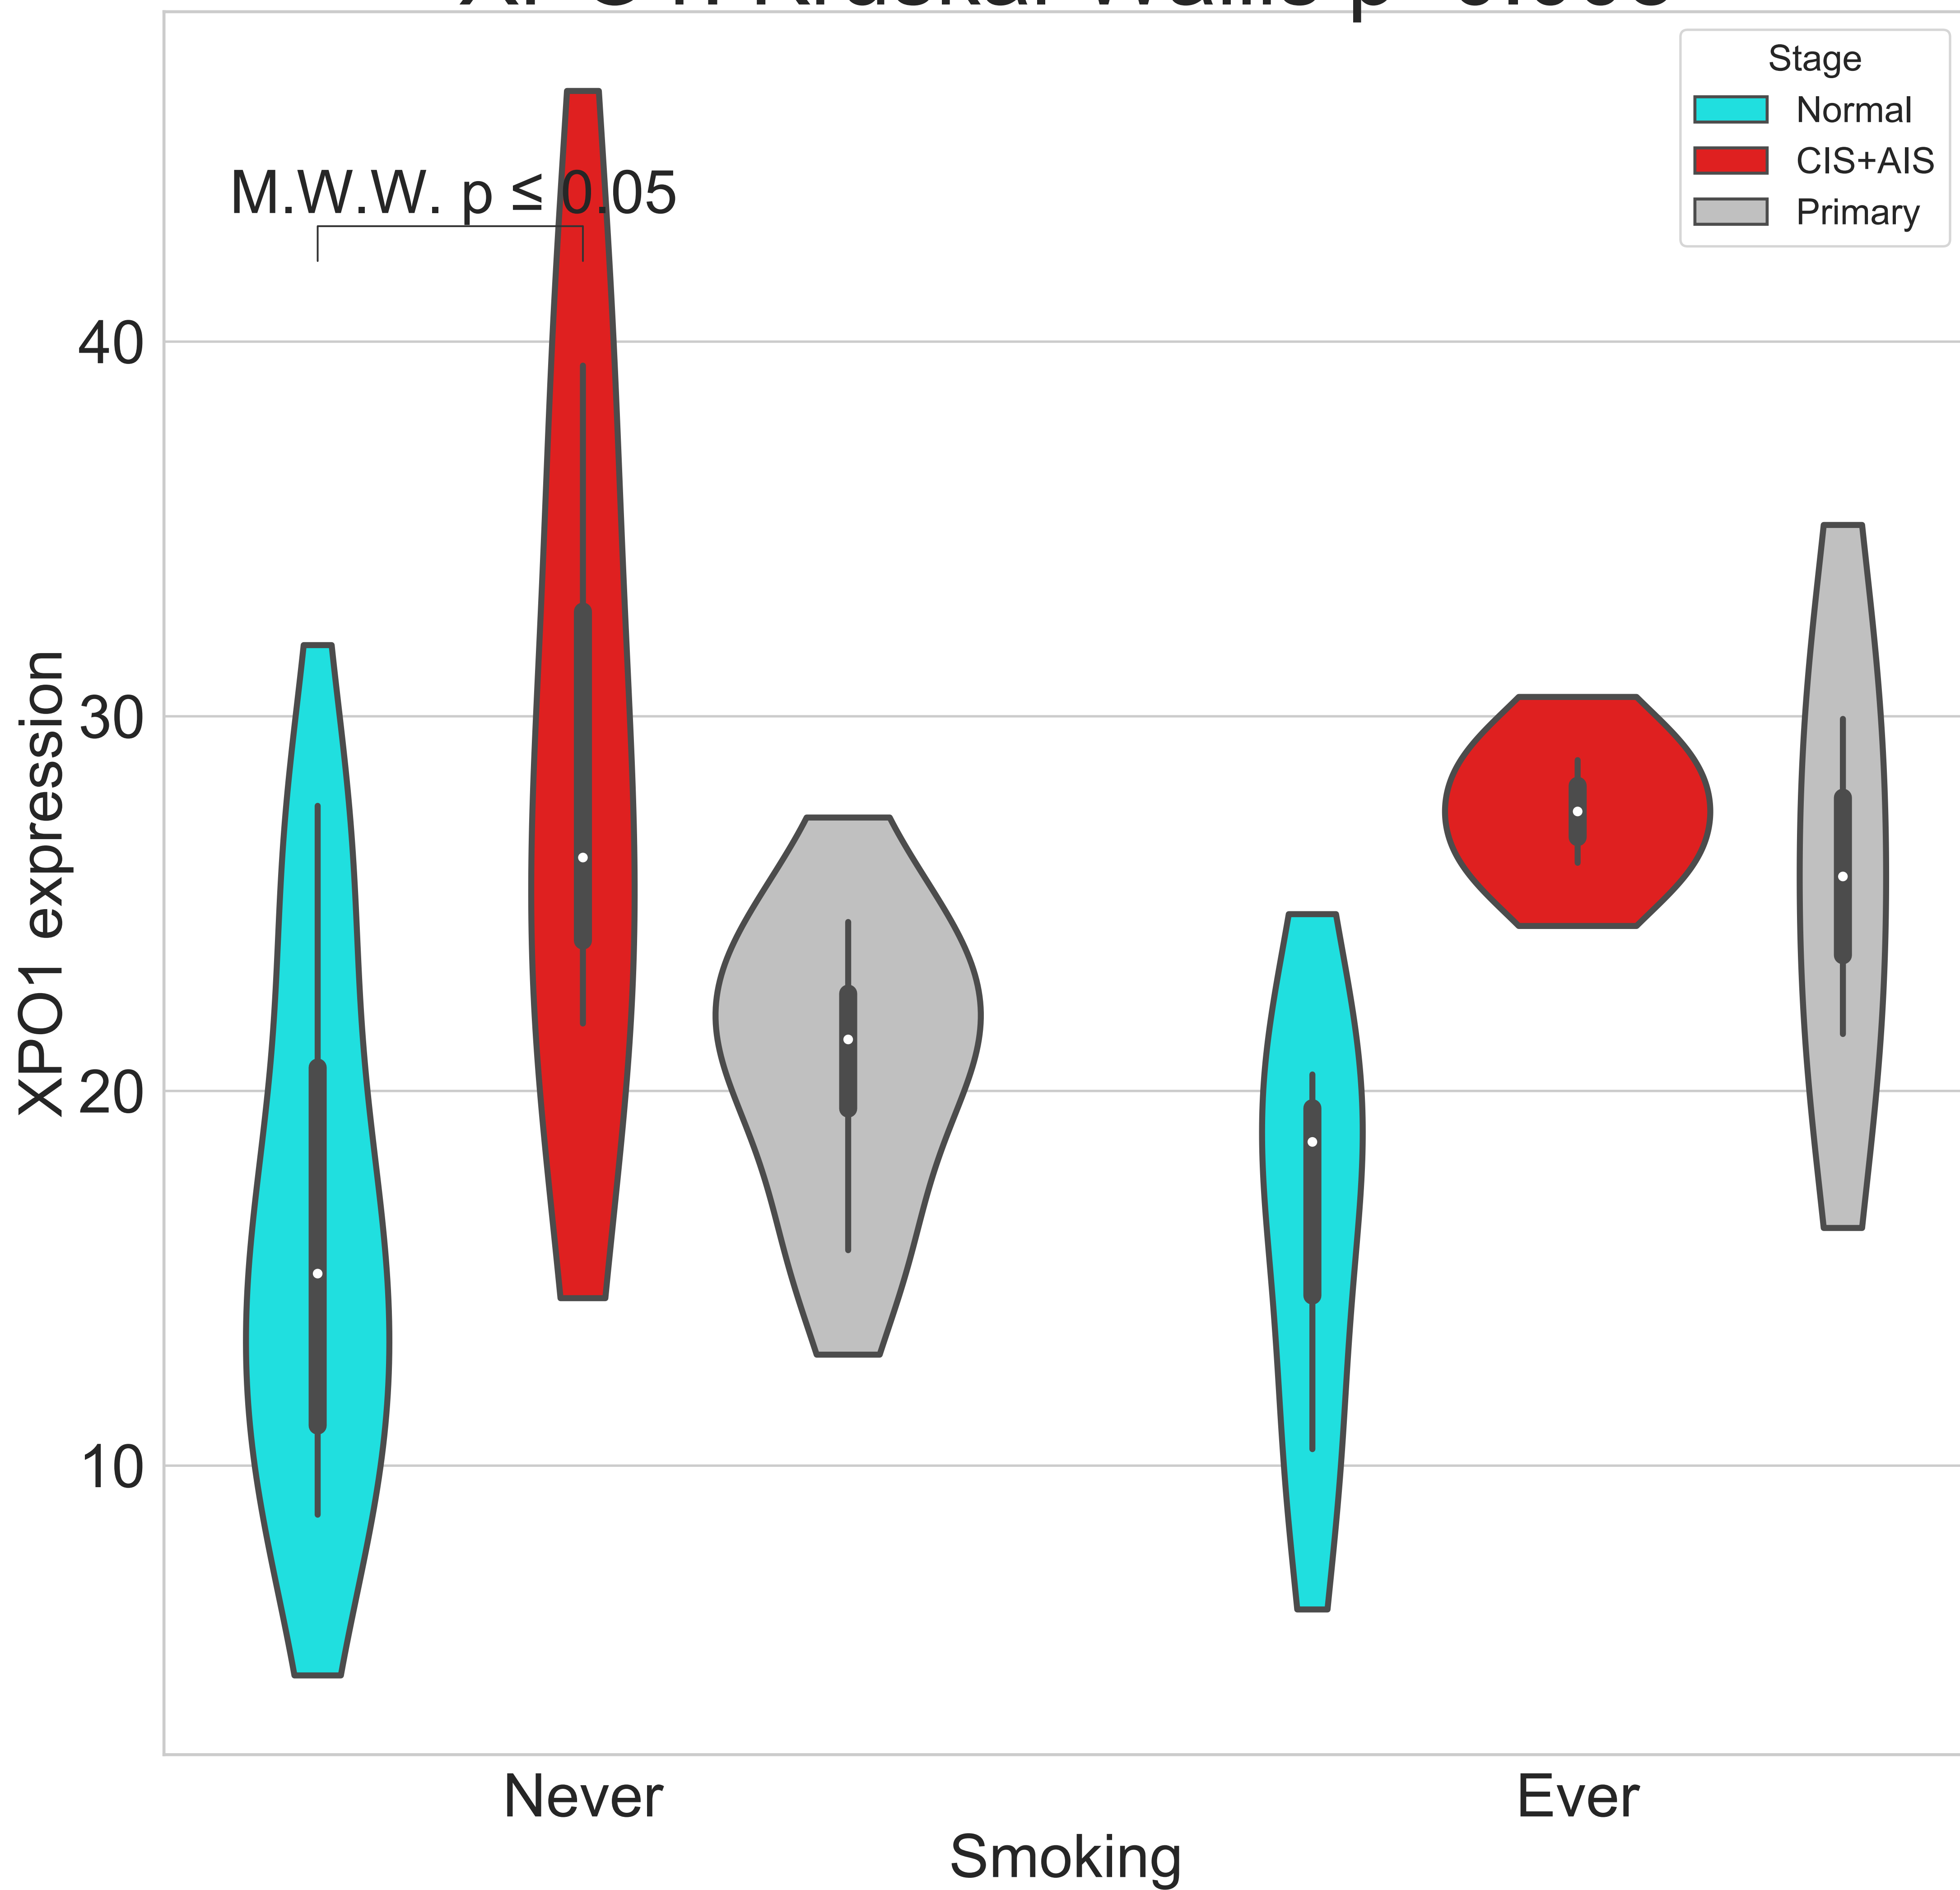 Stage
Normal
CIS+AIS
Primary
M.W.W. p ≤ 0.05
40
30
20
10
XPO1 expression
Never
Ever
Smoking